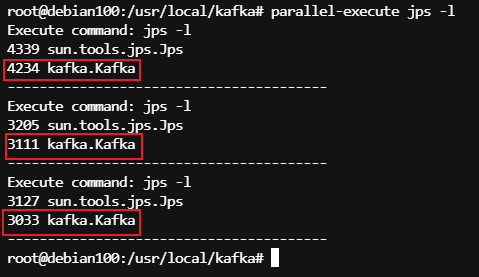 root@debian100:/usr/local/kafka# parallel-execute jps -l
Execute command: jps -l
4339 sun.tools.jps.Jps
4234 kafka.Kafka
----------------------------------------
Execute command: jps -l
3205 sun.tools.jps.Jps
3111 kafka.Kafka
----------------------------------------
Execute command: jps -l
3127 sun.tools.jps.Jps
3033 kafka.Kafka
----------------------------------------
root@debian100:/usr/local/kafka#